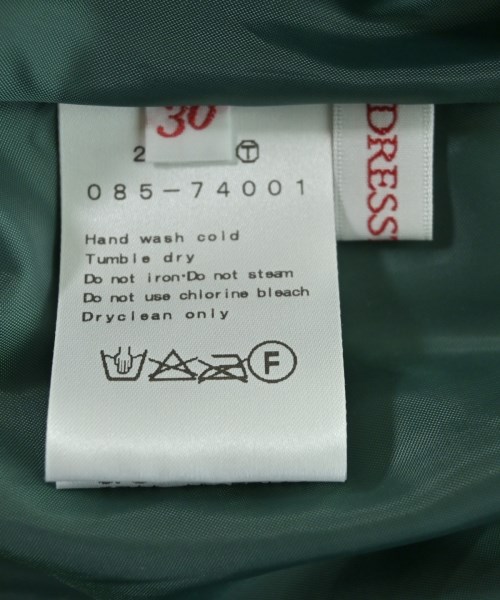 36
2 T
085-74001
DRESS
Hand wash cold
Tumble dry
Do not iron·Do not steam
Do not use chlorine bleach
Dryclean only
F